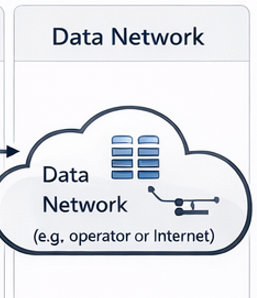 Data Network
Data
Network
(e.g, operator or Internet)